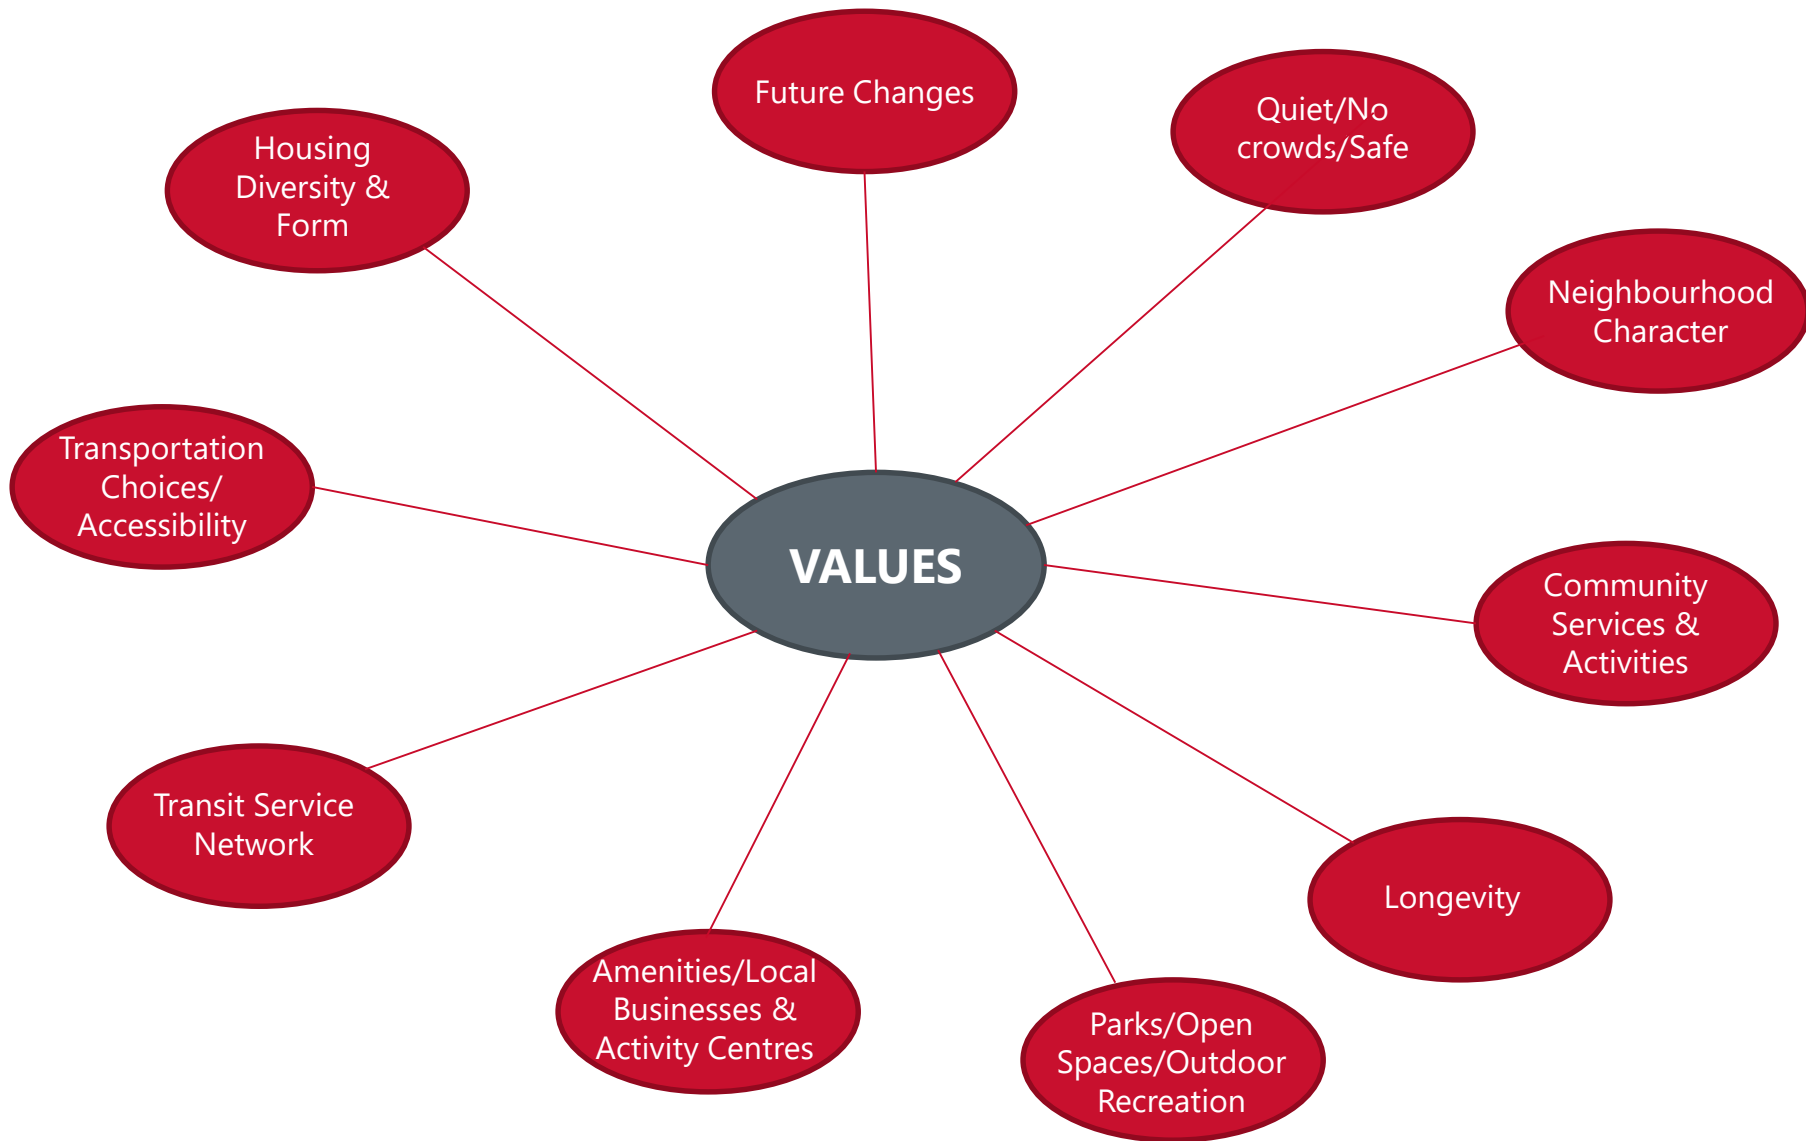 Future Changes
Quiet/No
crowds/Safe
Housing
Diversity &
Form
Neighbourhood
Character
Transportation
Choices/
Accessibility
VALUES
Community
Services &
Activities
Transit Service
Network
Longevity
Amenities/Local
Businesses &
Activity Centres
Parks/Open
Spaces/Outdoor
Recreation